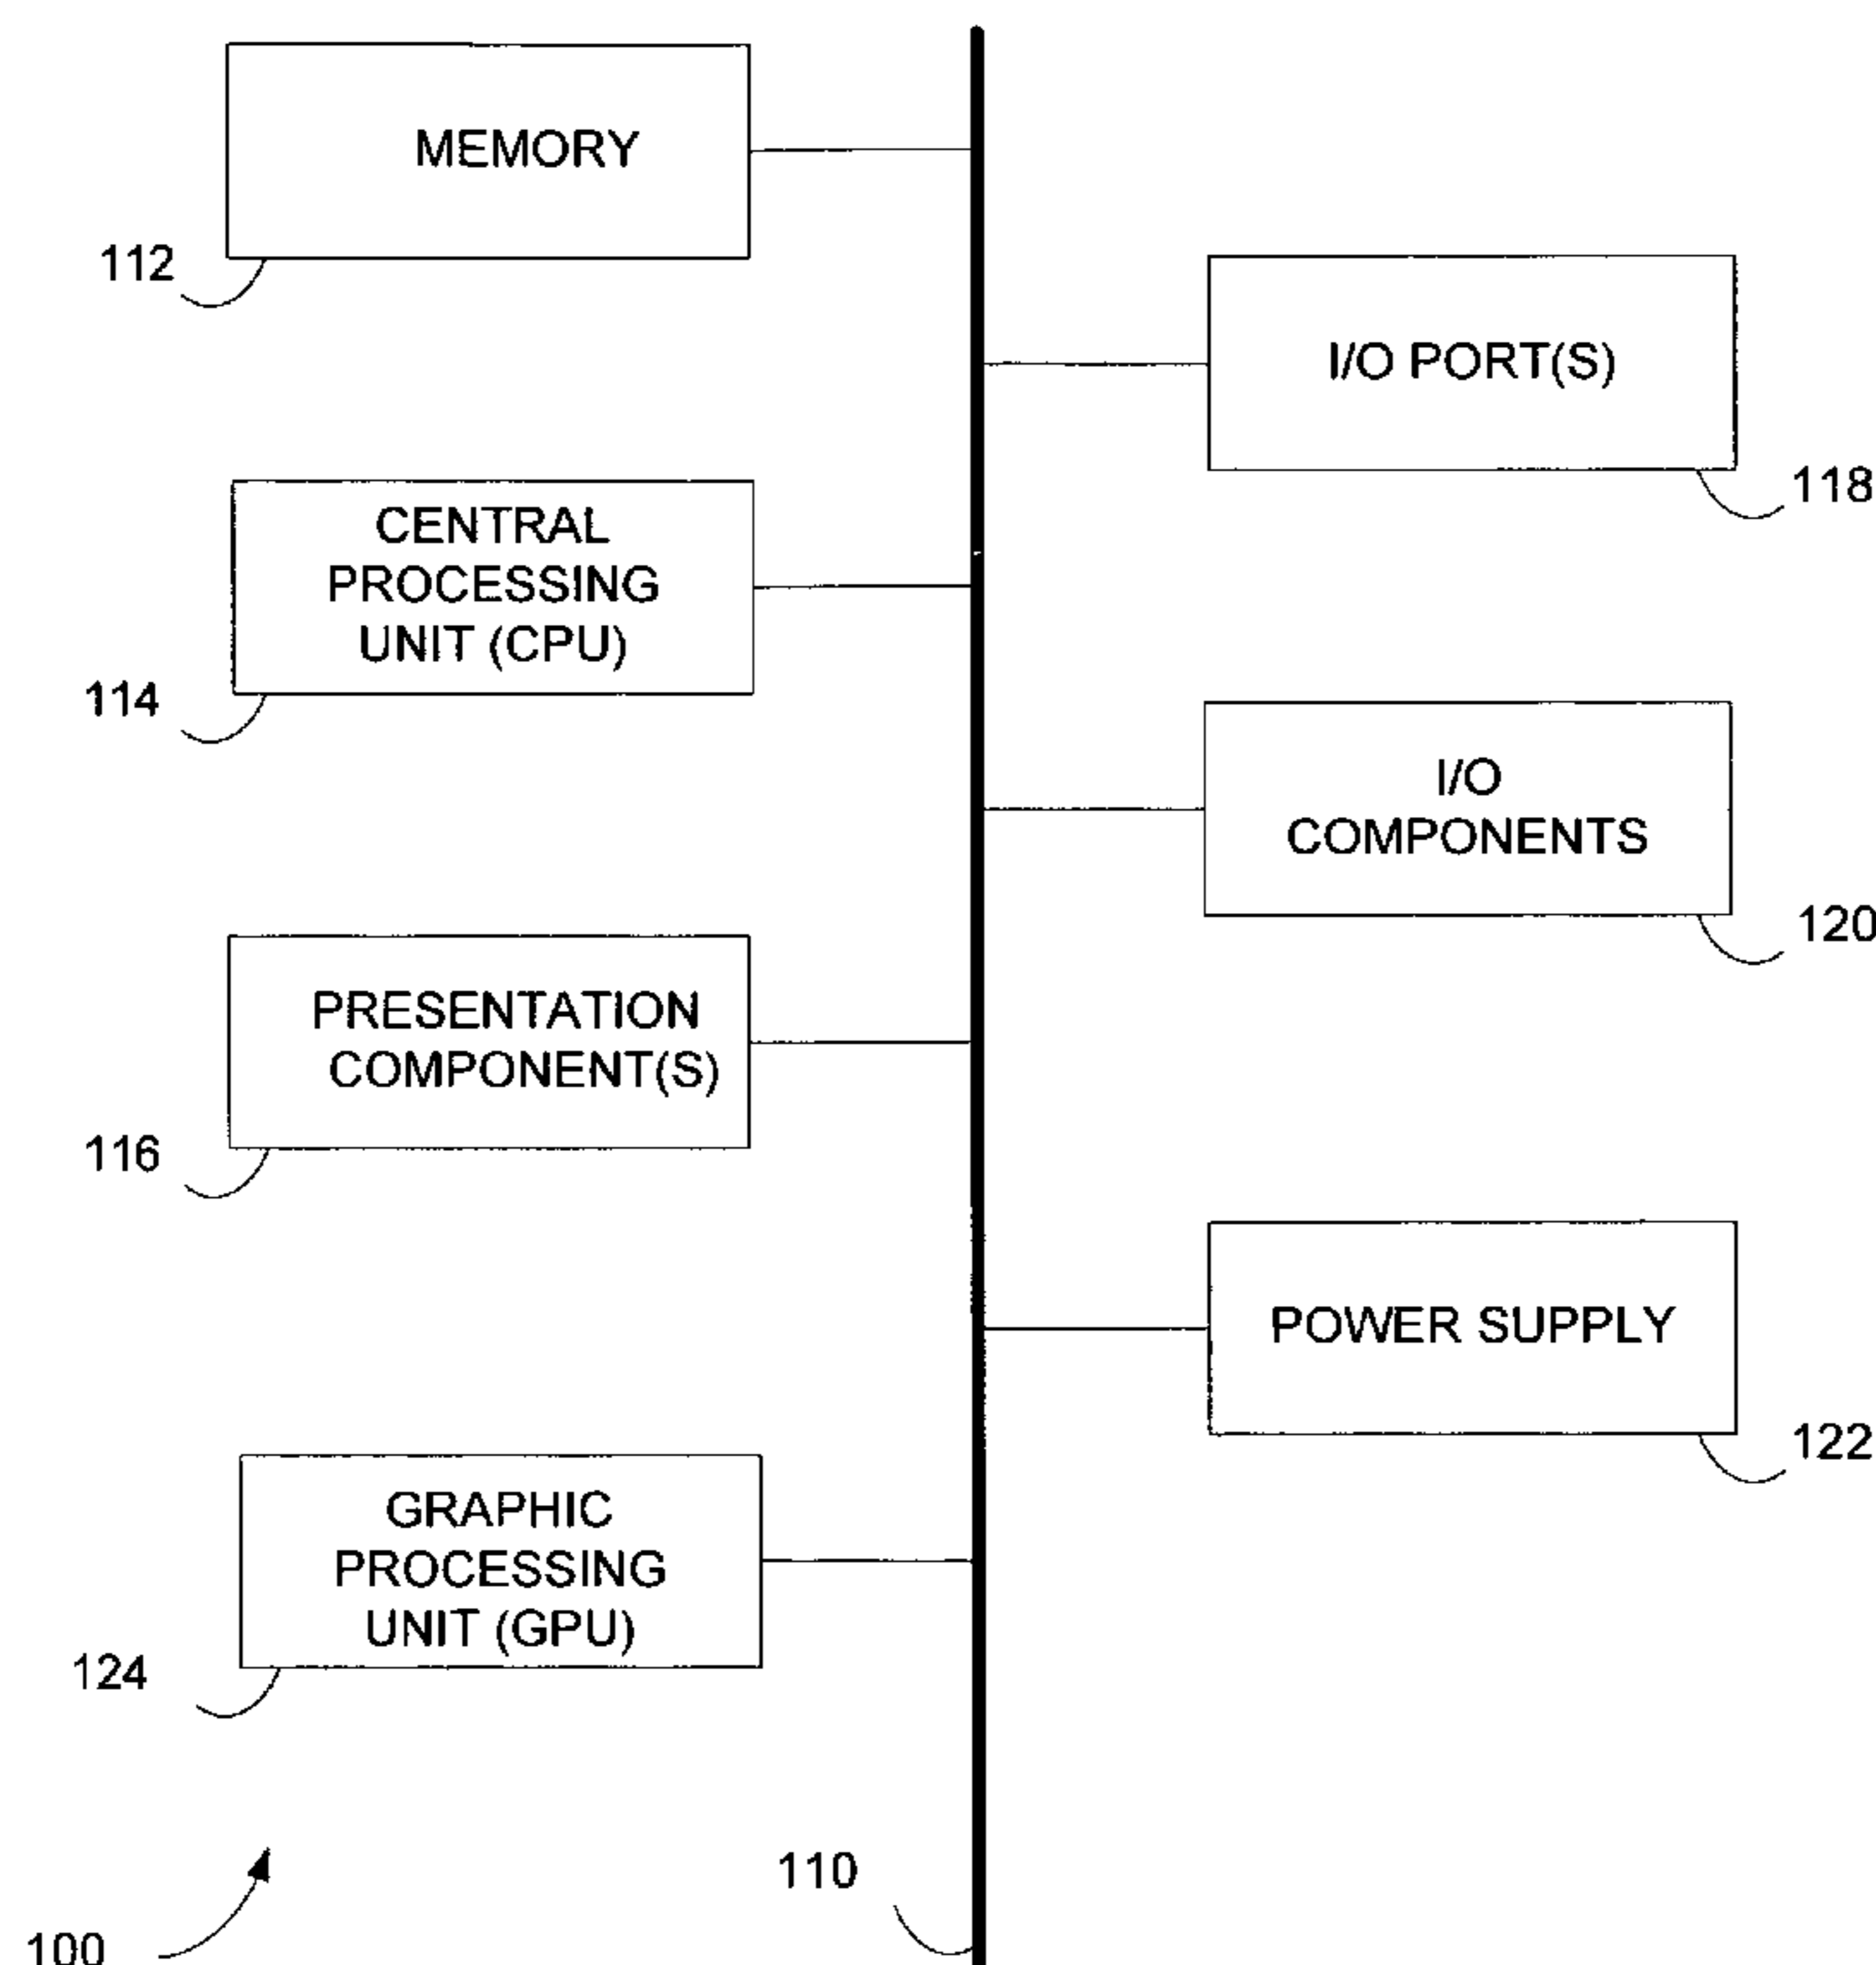 MEMORY
112
I/O PORT(S)
118
CENTRAL
PROCESSING
UNIT (CPU)
114
I/O
COMPONENTS
120
PRESENTATION
COMPONENT(S)
116
POWER SUPPLY
122
GRAPHIC
PROCESSING
UNIT (GPU)
124
110
100